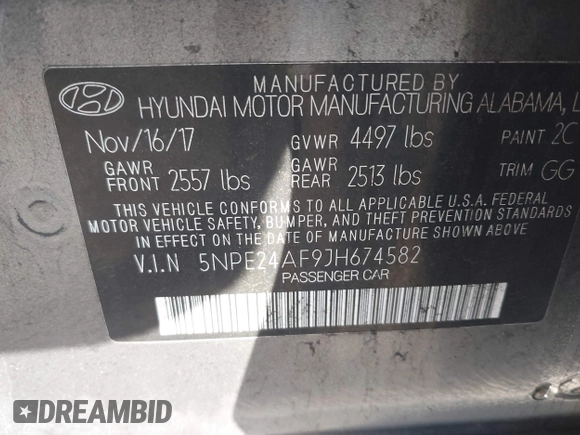 MANUFACTURED BY
HYUNDAI MOTOR MANUFACTURING ALABAMA,
Nov/16/17 GVWR 4497 lbs PAINT 2C
GAWR FRONT 2557 lbs GAWR REAR 2513 lbs TRIM GG
THIS VEHICLE CONFORMS TO ALL APPLICABLE U.S.A. FEDERAL
MOTOR VEHICLE SAFETY, BUMPER, AND THEFT PREVENTION STANDARDS
IN EFFECT ON THE DATE OF MANUFACTURE SHOWN ABOVE.
V.I.N 5NPE24AF9JH674582
PASSENGER CAR
DREAMBID